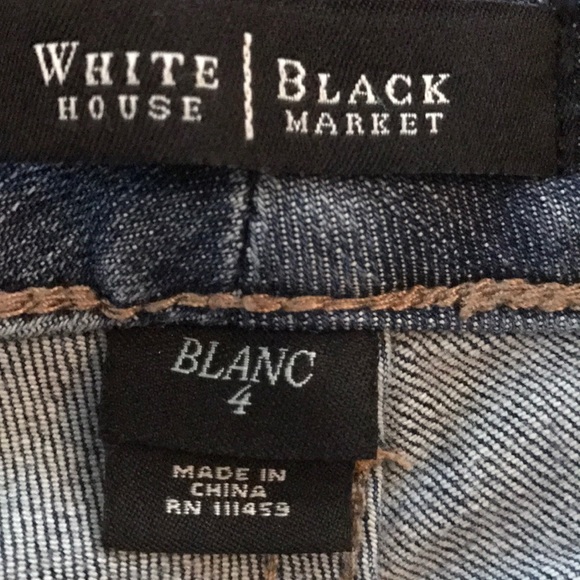 WHITE | BLACK
HOUSE MARKET
BLANC
4
MADE IN
CHINA
RN 111459